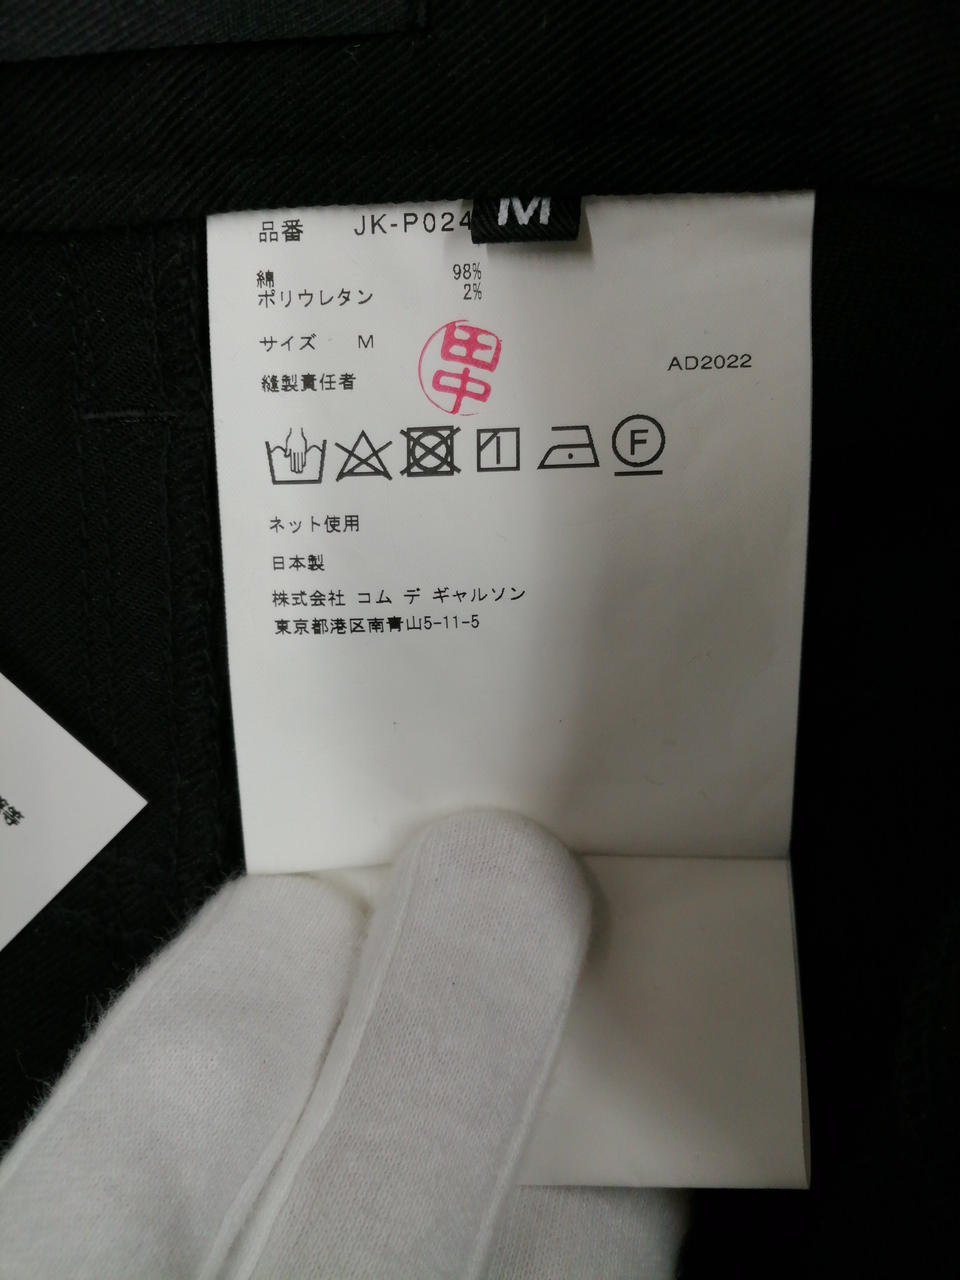 M
品番 JK-P024
綿 98%
ポリウレタン 2%
サイズ M
田中
AD2022
縫製責任者
F
ネット使用
日本製
株式会社 コム デ ギャルソン
東京都港区南青山5-11-5